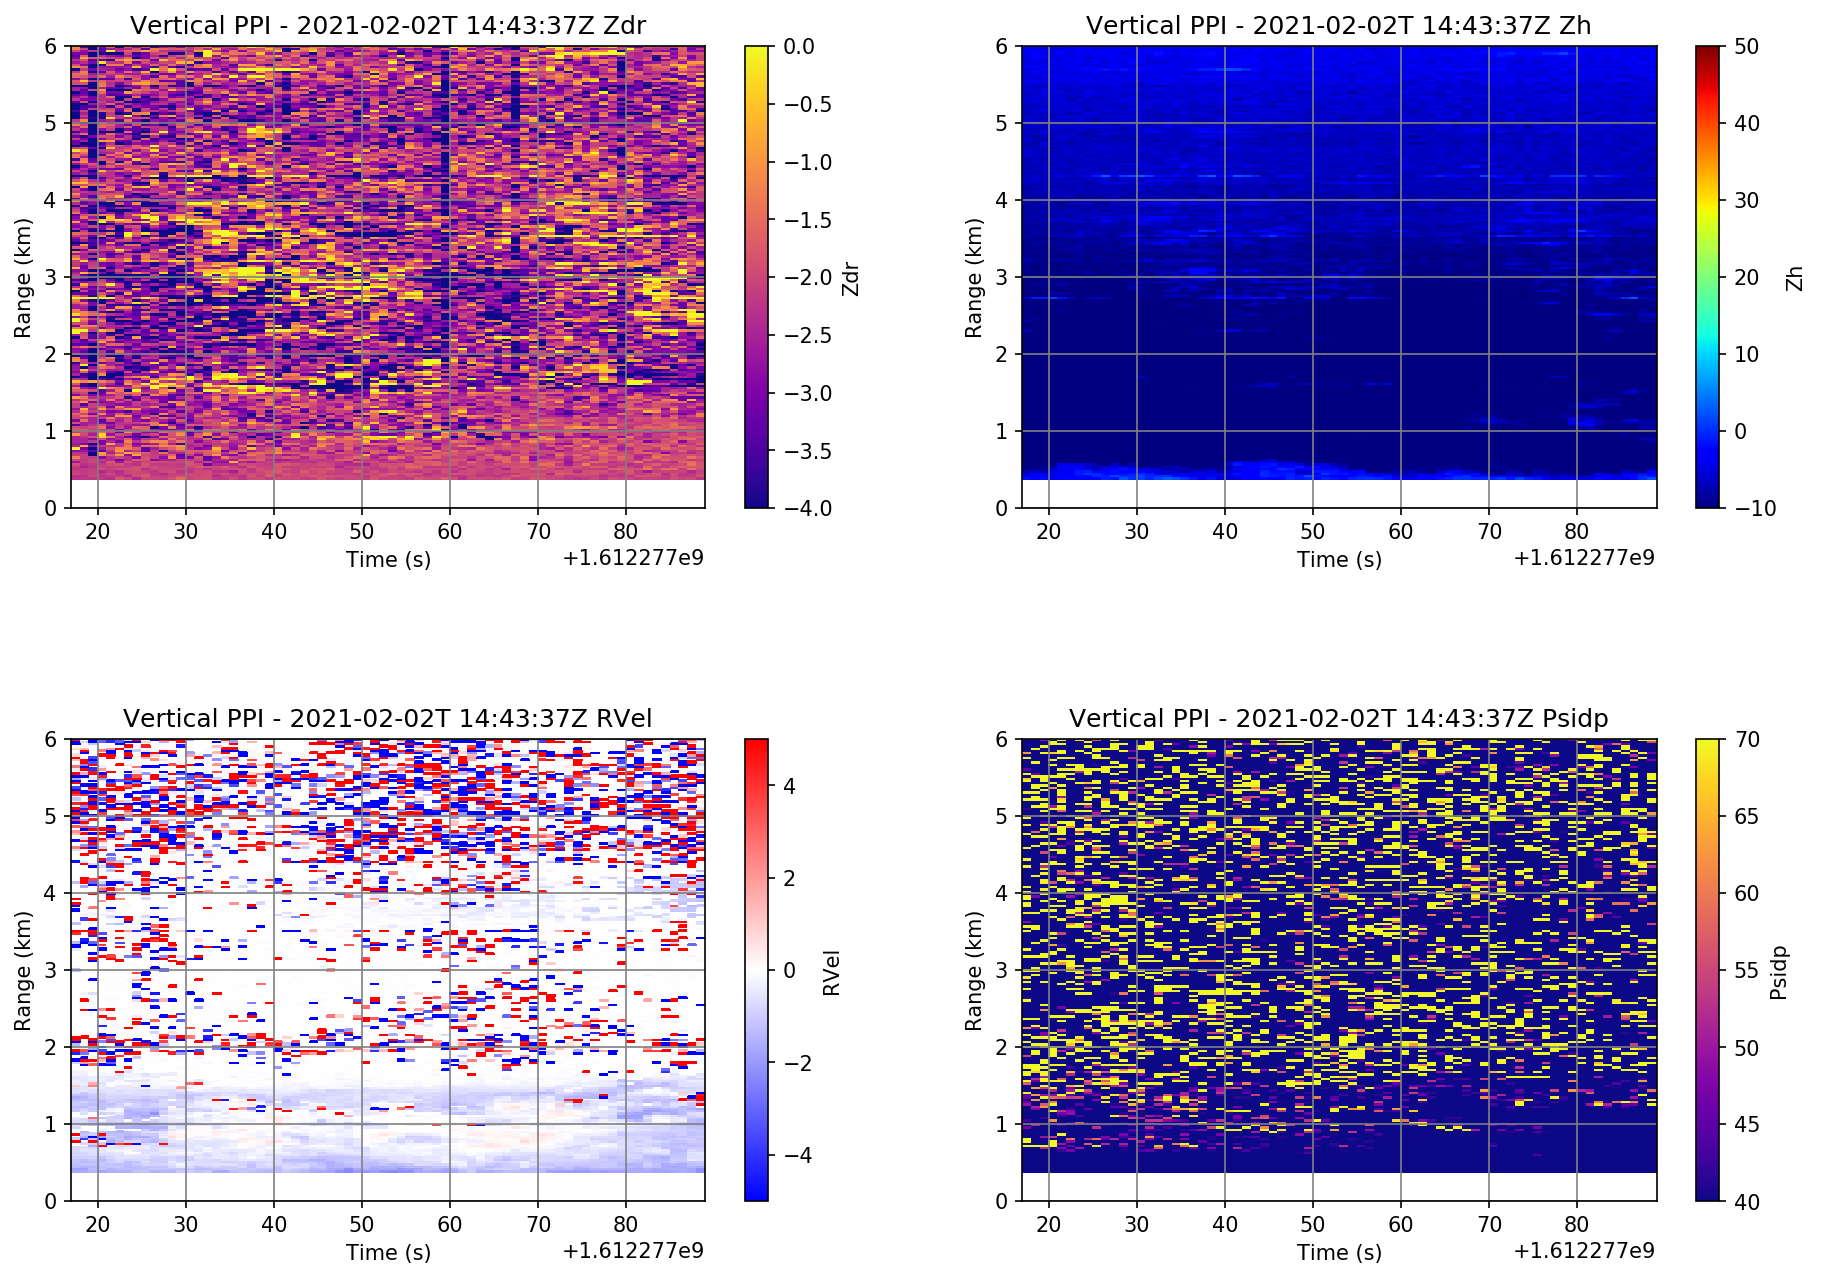 Vertical PPI - 2021-02-02T 14:43:37Z Zdr
6
5
4
3
2
1
0
Range (km)
20 30 40 50 60 70 80
Time (s)
+1.612277e9
0.0
−0.5
−1.0
−1.5
−2.0
−2.5
−3.0
−3.5
−4.0
Zdr
Vertical PPI - 2021-02-02T 14:43:37Z Zh
6
5
4
3
2
1
0
Range (km)
20 30 40 50 60 70 80
Time (s)
+1.612277e9
50
40
30
20
10
0
−10
Zh
Vertical PPI - 2021-02-02T 14:43:37Z RVel
6
5
4
3
2
1
0
Range (km)
20 30 40 50 60 70 80
Time (s)
+1.612277e9
4
2
0
−2
−4
RVel
Vertical PPI - 2021-02-02T 14:43:37Z Psidp
6
5
4
3
2
1
0
Range (km)
20 30 40 50 60 70 80
Time (s)
+1.612277e9
70
65
60
55
50
45
40
Psidp